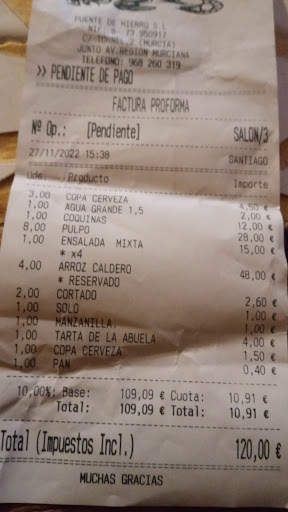 PUENTE DE HIERRO S.L
NIF. B- 73.950917
2 (MURCIA)
JUNTO AV.REGION MURCIANA
TELEFONO: 968 260 319
>> PENDIENTE DE PAGO
FACTURA PROFORMA
Nº Op.: [Pendiente] SALON/3
27/11/2022 15:38 SANTIAGO
Uds. Producto Importe
3,00 COPA CERVEZA 4,50 €
1,00 AGUA GRANDE 1,5 2,00 €
1,00 COQUINAS 12,00 €
8,00 PULPO 28,00 €
1,00 ENSALADA MIXTA 15,00 €
* x4
4,00 ARROZ CALDERO 48,00 €
* RESERVADO
2,00 CORTADO 2,60 €
1,00 SOLO 1,00 €
1,00 MANZANILLA. 1,00 €
1,00 TARTA DE LA ABUELA 4,00 €
1,00 COPA CERVEZA 1,50 €
1,00 PAN 0,40 €
10,00% Base: 109,09 € Cuota: 10,91 €
Total: 109,09 € Total: 10,91 €
Total (Impuestos Incl.) 120,00 €
MUCHAS GRACIAS